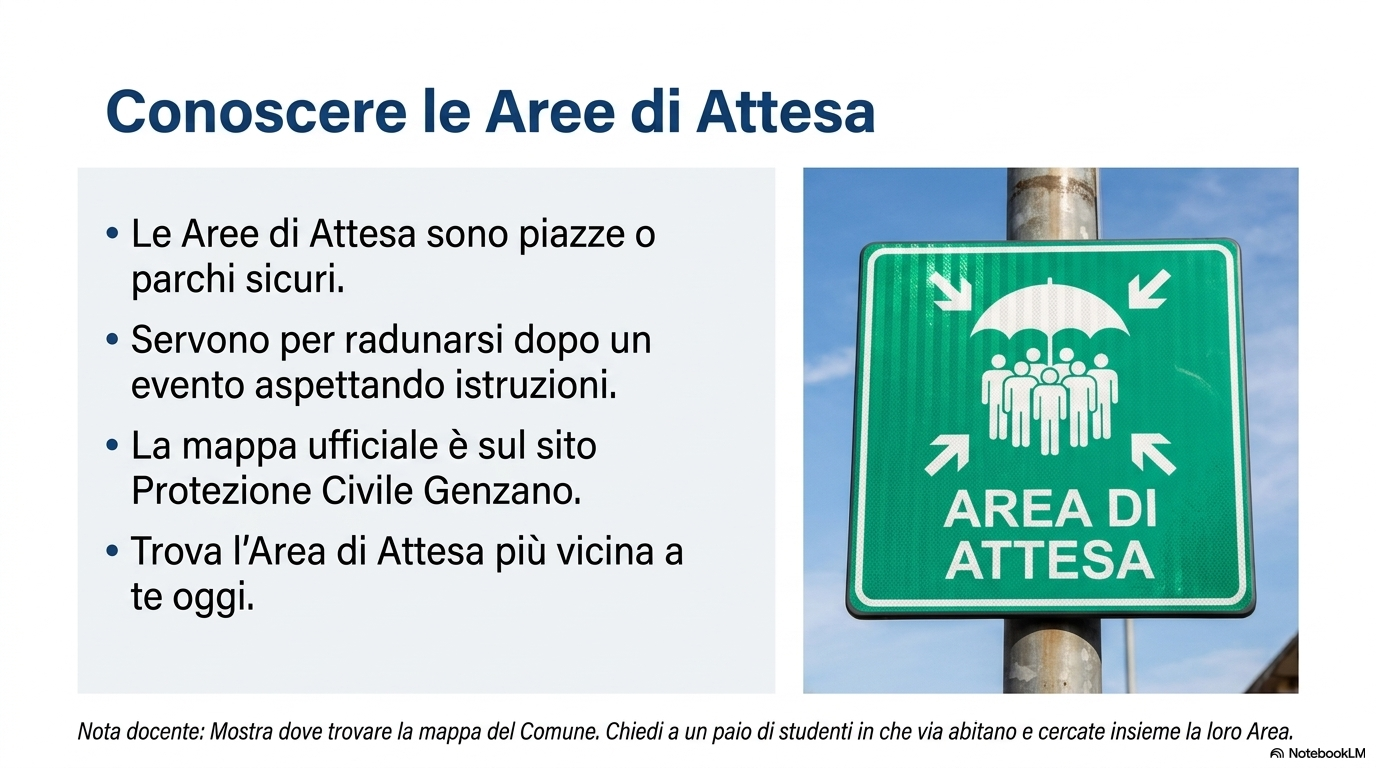 Conoscere le Aree di Attesa
• Le Aree di Attesa sono piazze o
parchi sicuri.
• Servono per radunarsi dopo un
evento aspettando istruzioni.
• La mappa ufficiale è sul sito
Protezione Civile Genzano.
• Trova l’Area di Attesa più vicina a
te oggi.
AREA DI
ATTESA
Nota docente: Mostra dove trovare la mappa del Comune. Chiedi a un paio di studenti in che via abitano e cercate insieme la loro Area.
NotebookLM